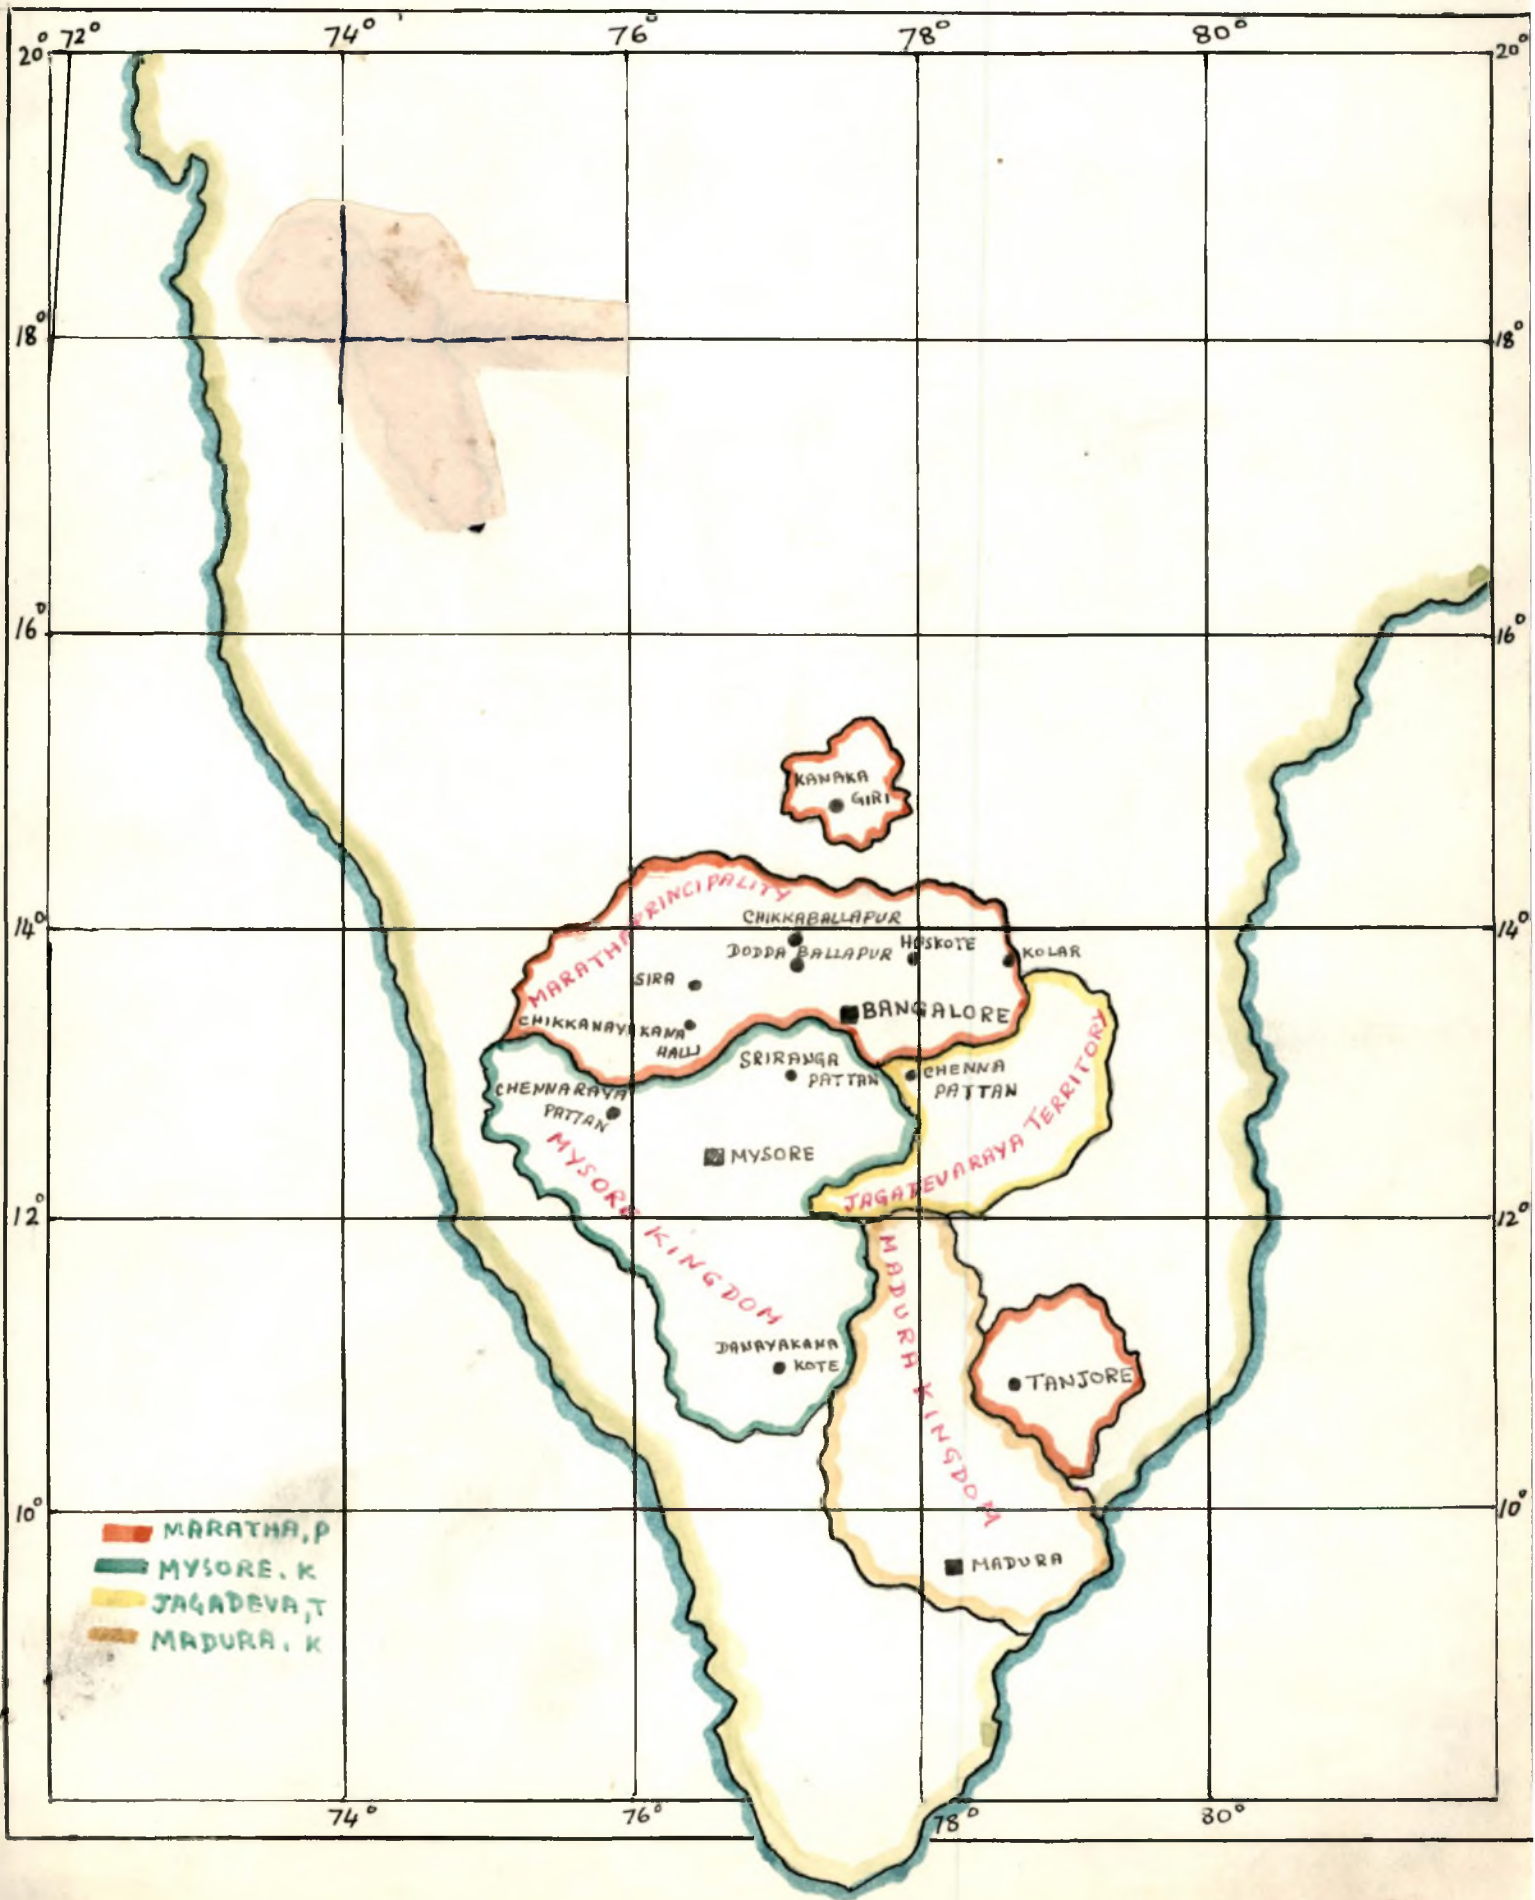 20° 72° 74° 76° 78° 80° 20°
18° 18°
16° 16°
KANAKA
GIRI
MARATHA PRINCIPALITY
14° 14°
CHIKKABALLAPUR
DODDA BALLAPUR
HOSKOTE
KOLAR
SIRA
BANGALORE
CHIKKANAYAKANA
HALLI
SRIRANGA
PATTAN
CHENNA
PATTAN
CHENNARAYA
PATTAN
MYSORE
MYSORE KINGDOM
JAGADEVARAYA TERRITORY
12° 12°
MADURA KINGDOM
DANAYAKANA
KOTE
TANJORE
10° 10°
MADURA
MARATHA, P
MYSORE. K
JAGADEVA, T
MADURA. K
74° 76° 78° 80°